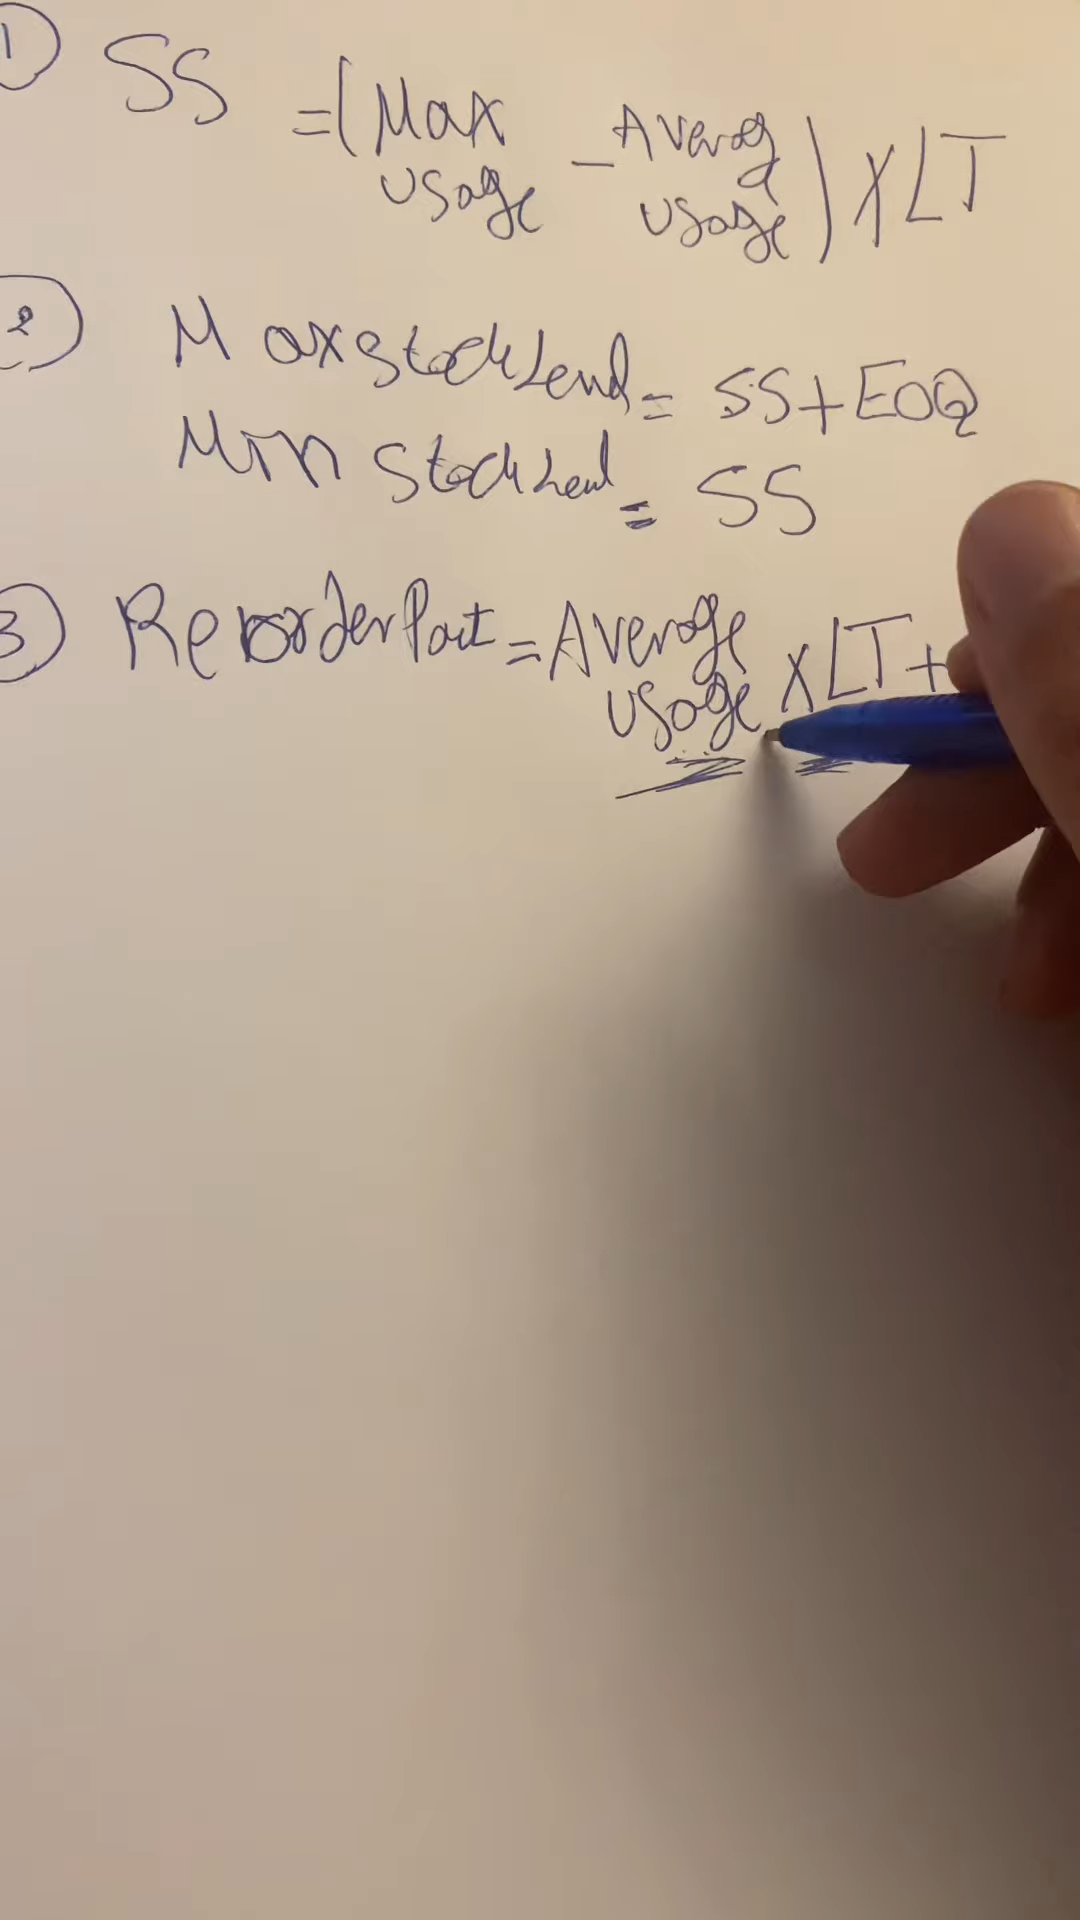 1 SS = (Max usage - Averag usage) X LT
2 Max Stock Level = SS + EOQ
Min Stock Level = SS
3 Reorder Point = Average usage X LT +